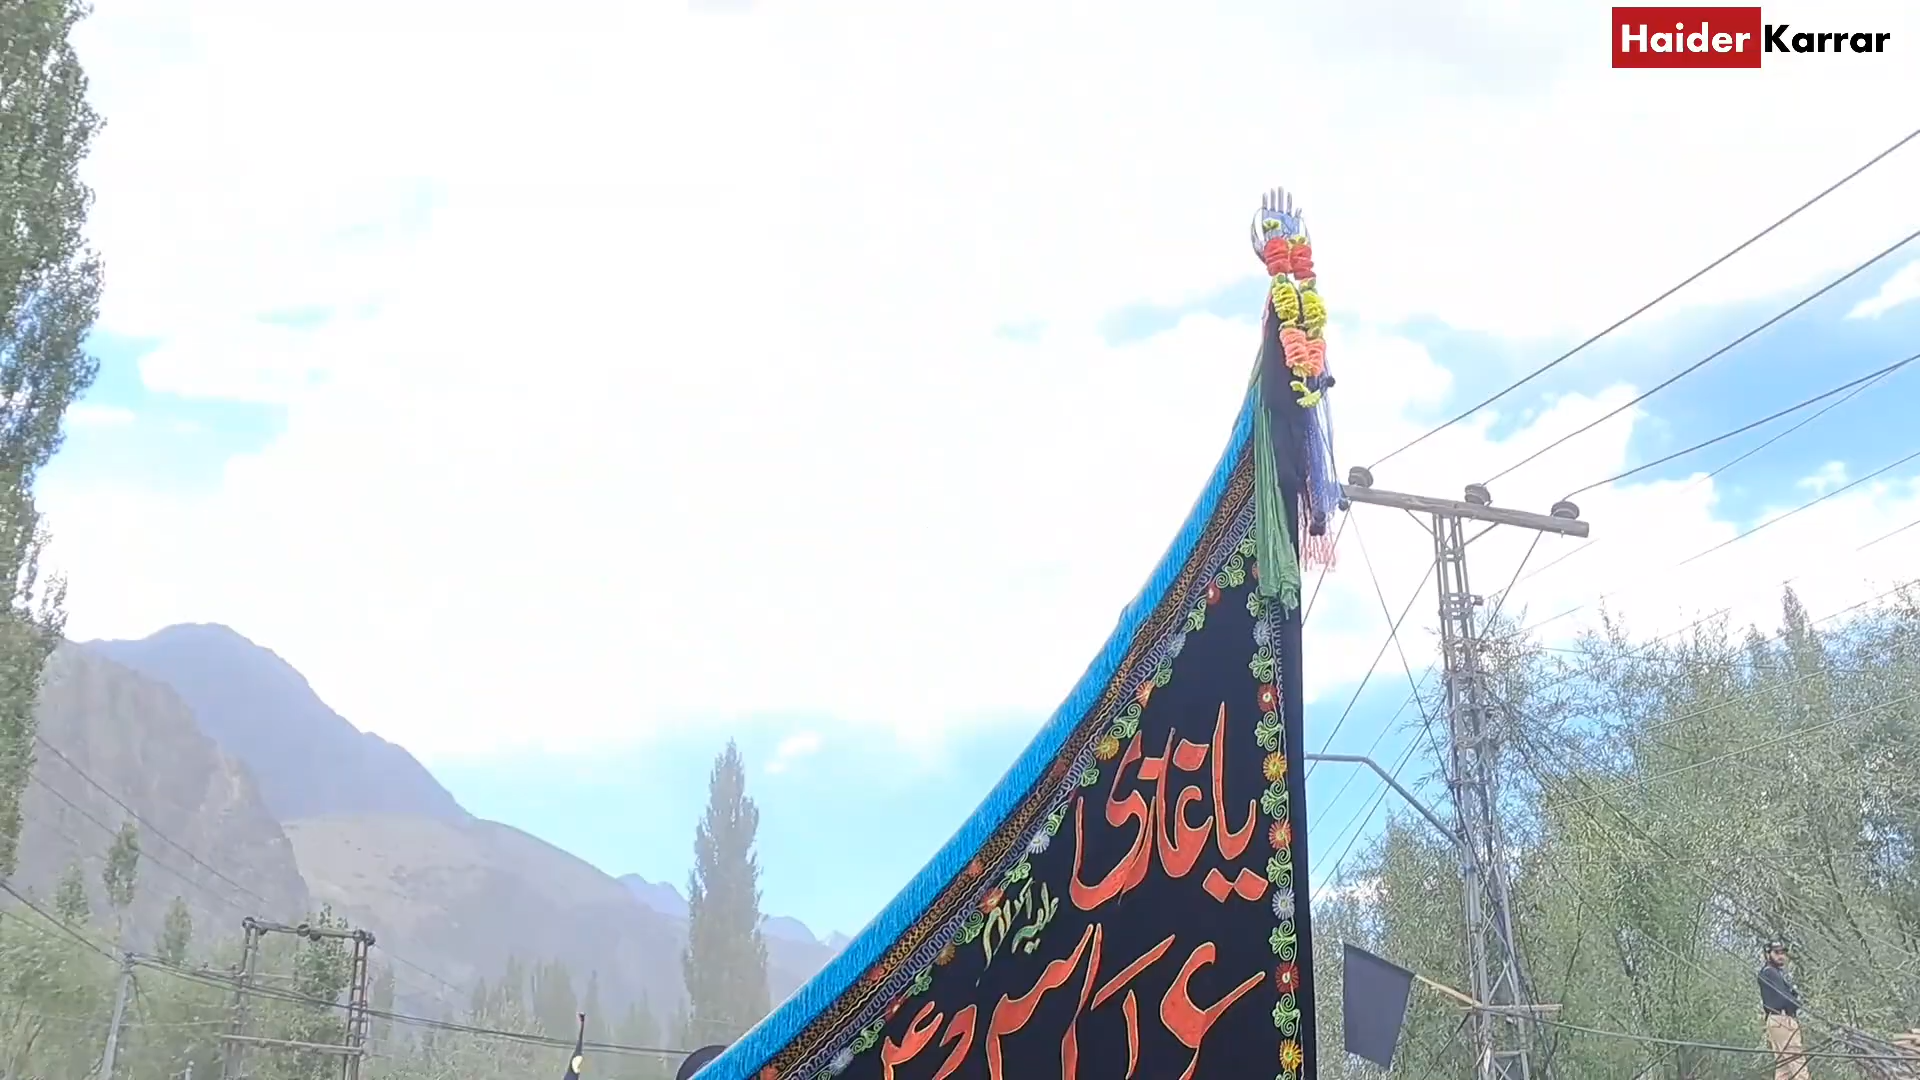 Haider Karrar
یا غازی
عباس
علیہ السلام